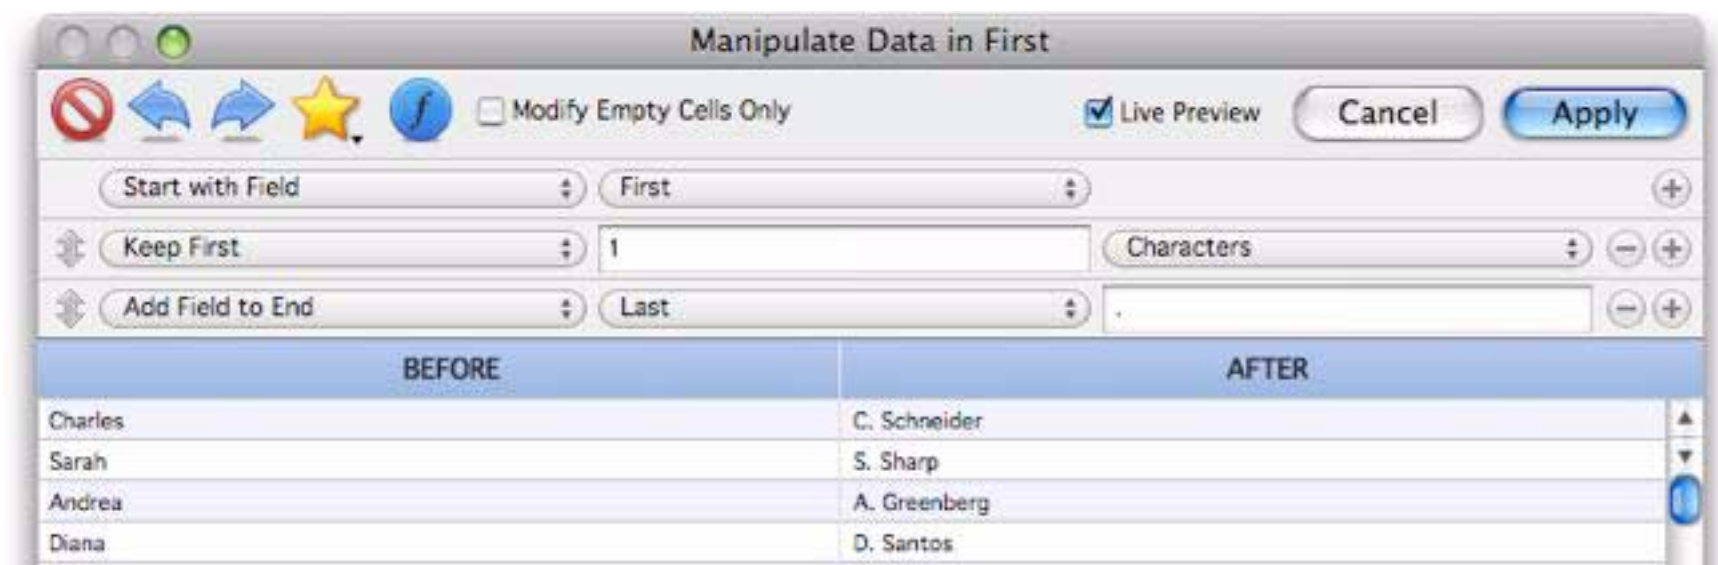 Manipulate Data in First
f Modify Empty Cells Only Live Preview Cancel Apply
Start with Field First
Keep First 1 Characters
Add Field to End Last .
BEFORE AFTER
Charles C. Schneider
Sarah S. Sharp
Andrea A. Greenberg
Diana D. Santos